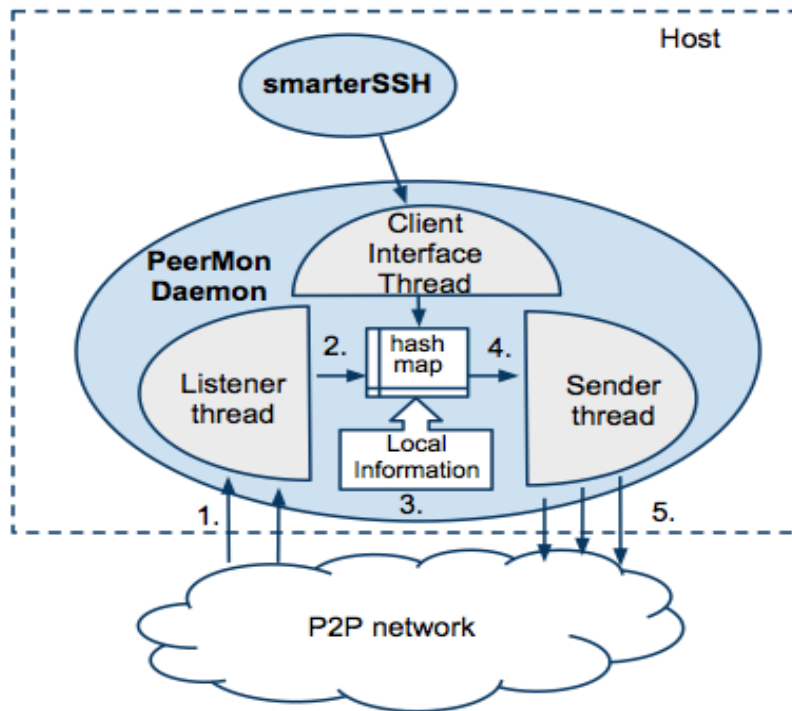 Host
smarterSSH
Client
Interface
Thread
PeerMon
Daemon
2.
hash
map
4.
Listener
thread
Sender
thread
Local
Information
1.
3.
5.
P2P network